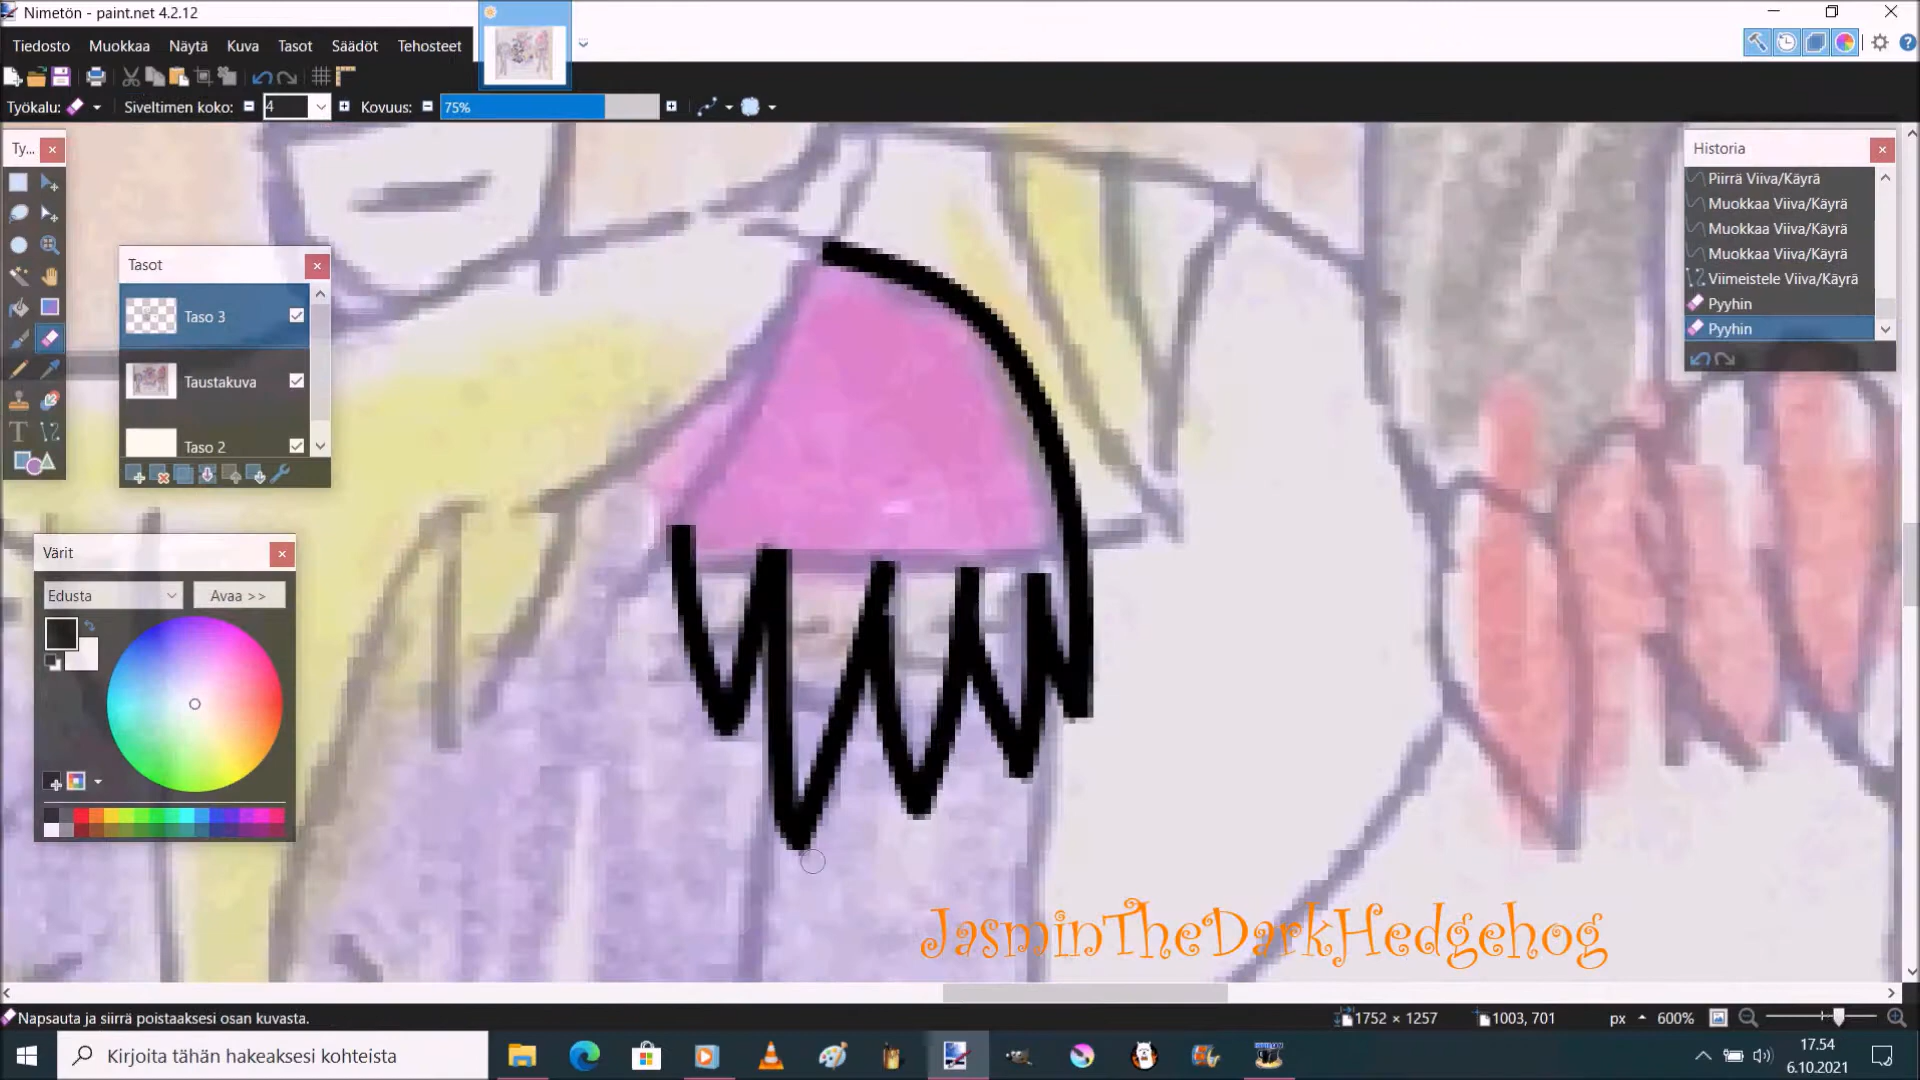 Nimetön - paint.net 4.2.12
Tiedosto Muokkaa Näytä Kuva Tasot Säädöt Tehosteet
Työkalu: Siveltimen koko: 4 Kovuus: 75%
Ty...
Tasot
Taso 3
Taustakuva
Taso 2
Värit
Edusta
Avaa >>
Historia
Piirrä Viiva/Käyrä
Muokkaa Viiva/Käyrä
Muokkaa Viiva/Käyrä
Muokkaa Viiva/Käyrä
Viimeistele Viiva/Käyrä
Pyyhin
Pyyhin
JasminTheDarkHedgehog
Napsauta ja siirrä poistaaksesi osan kuvasta.
1752 × 1257
1003, 701
px
600%
Kirjoita tähän hakeaksesi kohteista
17.54
6.10.2021